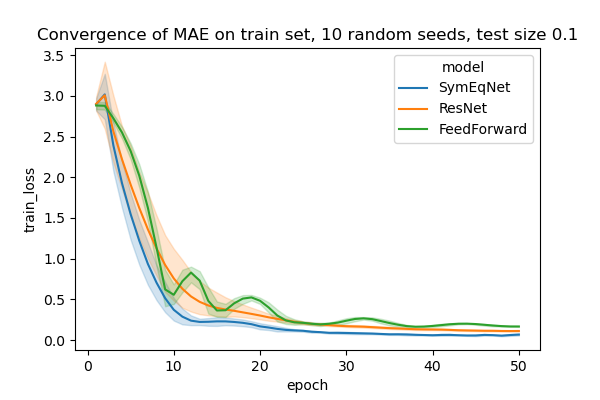 Convergence of MAE on train set, 10 random seeds, test size 0.1
model
SymEqNet
ResNet
FeedForward
train_loss
3.5
3.0
2.5
2.0
1.5
1.0
0.5
0.0
0 10 20 30 40 50
epoch